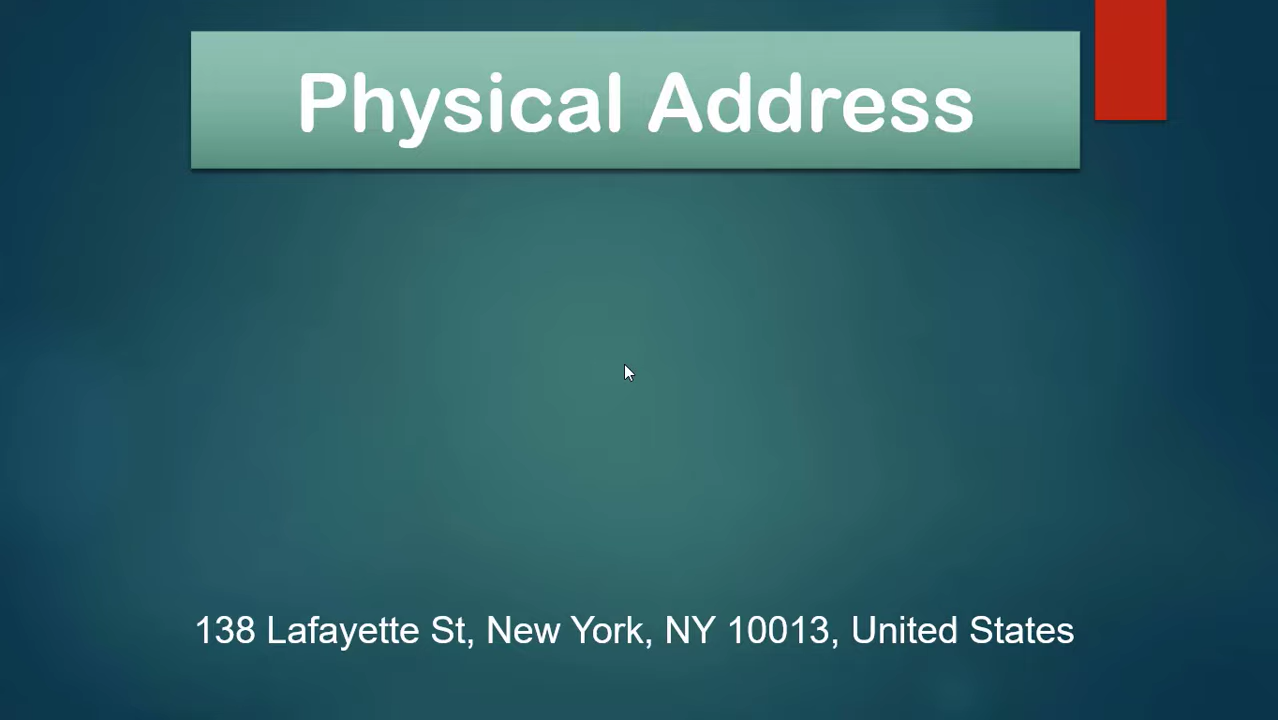 Physical Address
138 Lafayette St, New York, NY 10013, United States